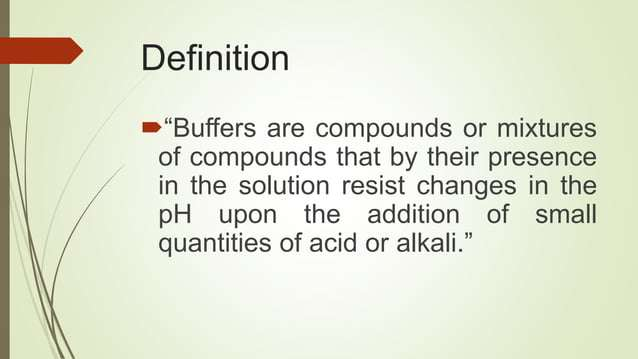 Definition
“Buffers are compounds or mixtures
of compounds that by their presence
in the solution resist changes in the
pH upon the addition of small
quantities of acid or alkali.”